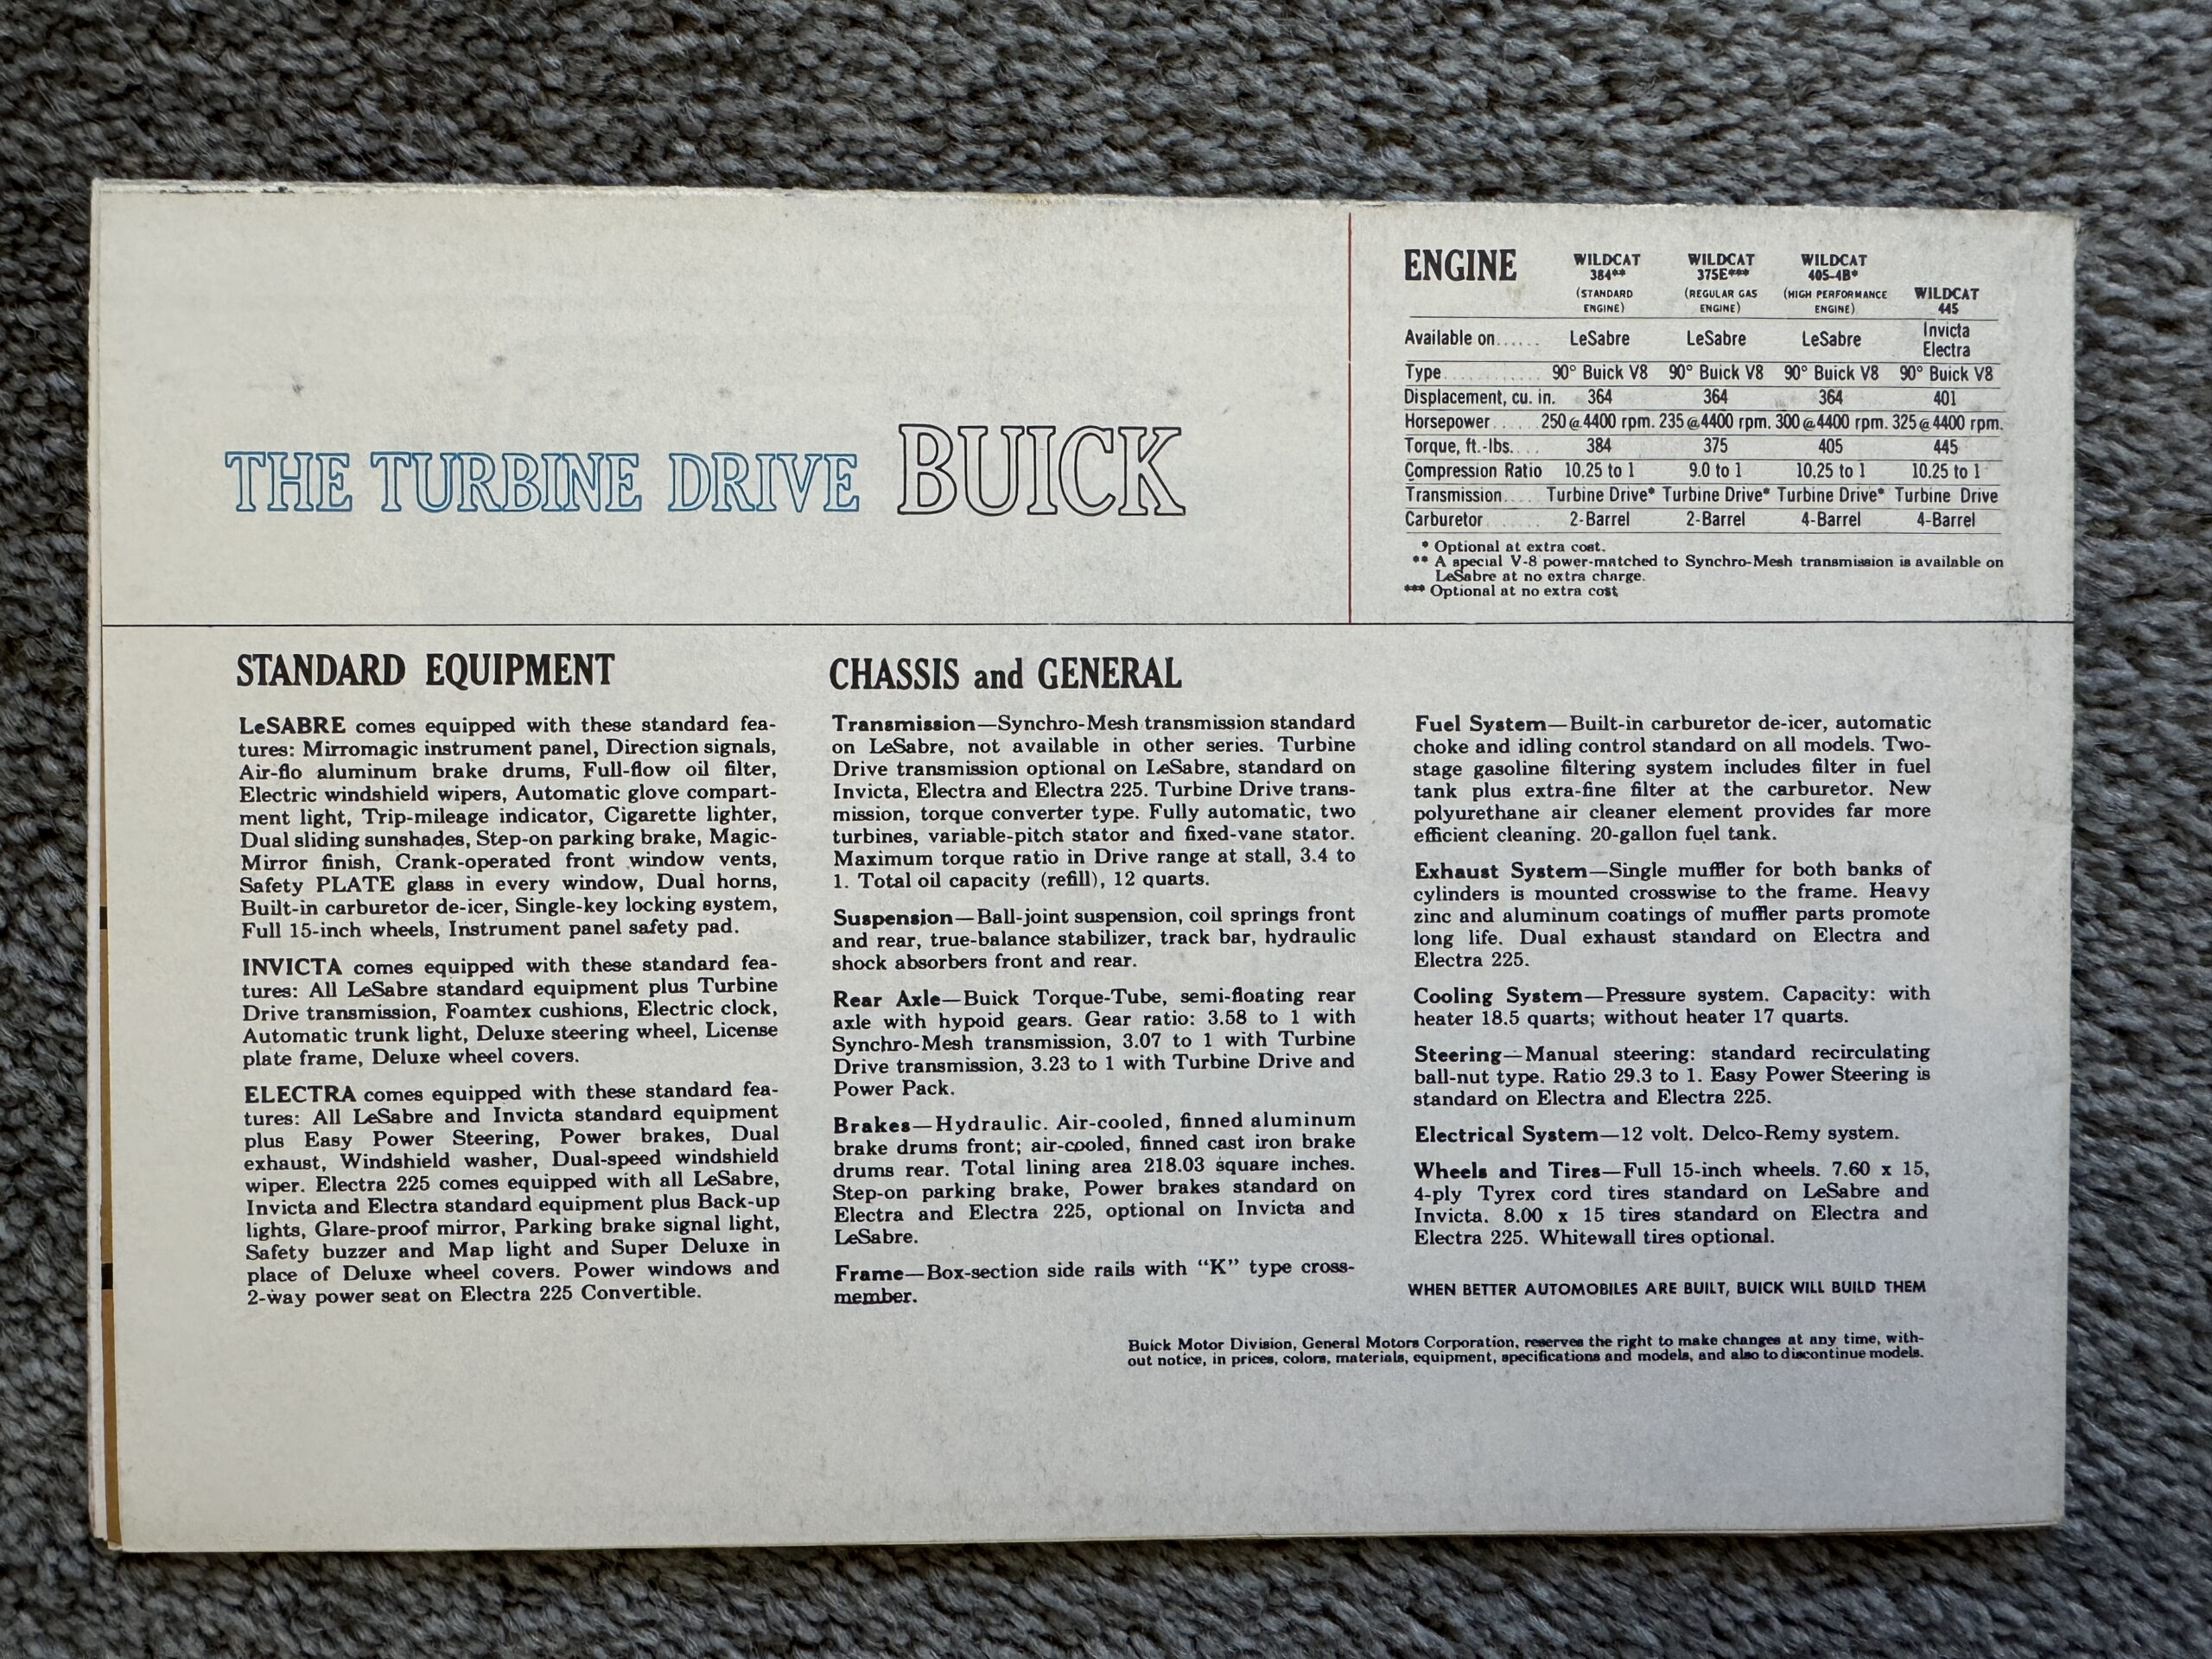 THE TURBINE DRIVE BUICK
ENGINE
WILDCAT 384** (STANDARD ENGINE)
WILDCAT 375E*** (REGULAR GAS ENGINE)
WILDCAT 405-4B* (HIGH PERFORMANCE ENGINE)
WILDCAT 445
Available on...... LeSabre LeSabre LeSabre Invicta Electra
Type............ 90° Buick V8 90° Buick V8 90° Buick V8 90° Buick V8
Displacement, cu. in. 364 364 364 401
Horsepower..... 250 @ 4400 rpm. 235 @ 4400 rpm. 300 @ 4400 rpm. 325 @ 4400 rpm.
Torque, ft.-lbs.... 384 375 405 445
Compression Ratio 10.25 to 1 9.0 to 1 10.25 to 1 10.25 to 1
Transmission.... Turbine Drive* Turbine Drive* Turbine Drive* Turbine Drive
Carburetor...... 2-Barrel 2-Barrel 4-Barrel 4-Barrel
* Optional at extra cost.
** A special V-8 power-matched to Synchro-Mesh transmission is available on
LeSabre at no extra charge.
*** Optional at no extra cost
STANDARD EQUIPMENT
LeSABRE comes equipped with these standard fea-
tures: Mirromagic instrument panel, Direction signals,
Air-flo aluminum brake drums, Full-flow oil filter,
Electric windshield wipers, Automatic glove compart-
ment light, Trip-mileage indicator, Cigarette lighter,
Dual sliding sunshades, Step-on parking brake, Magic-
Mirror finish, Crank-operated front window vents,
Safety PLATE glass in every window, Dual horns,
Built-in carburetor de-icer, Single-key locking system,
Full 15-inch wheels, Instrument panel safety pad.
INVICTA comes equipped with these standard fea-
tures: All LeSabre standard equipment plus Turbine
Drive transmission, Foamtex cushions, Electric clock,
Automatic trunk light, Deluxe steering wheel, License
plate frame, Deluxe wheel covers.
ELECTRA comes equipped with these standard fea-
tures: All LeSabre and Invicta standard equipment
plus Easy Power Steering, Power brakes, Dual
exhaust, Windshield washer, Dual-speed windshield
wiper. Electra 225 comes equipped with all LeSabre,
Invicta and Electra standard equipment plus Back-up
lights, Glare-proof mirror, Parking brake signal light,
Safety buzzer and Map light and Super Deluxe in
place of Deluxe wheel covers. Power windows and
2-way power seat on Electra 225 Convertible.
CHASSIS and GENERAL
Transmission—Synchro-Mesh transmission standard
on LeSabre, not available in other series. Turbine
Drive transmission optional on LeSabre, standard on
Invicta, Electra and Electra 225. Turbine Drive trans-
mission, torque converter type. Fully automatic, two
turbines, variable-pitch stator and fixed-vane stator.
Maximum torque ratio in Drive range at stall, 3.4 to
1. Total oil capacity (refill), 12 quarts.
Suspension—Ball-joint suspension, coil springs front
and rear, true-balance stabilizer, track bar, hydraulic
shock absorbers front and rear.
Rear Axle—Buick Torque-Tube, semi-floating rear
axle with hypoid gears. Gear ratio: 3.58 to 1 with
Synchro-Mesh transmission, 3.07 to 1 with Turbine
Drive transmission, 3.23 to 1 with Turbine Drive and
Power Pack.
Brakes—Hydraulic. Air-cooled, finned aluminum
brake drums front; air-cooled, finned cast iron brake
drums rear. Total lining area 218.03 square inches.
Step-on parking brake, Power brakes standard on
Electra and Electra 225, optional on Invicta and
LeSabre.
Frame—Box-section side rails with “K” type cross-
member.
Fuel System—Built-in carburetor de-icer, automatic
choke and idling control standard on all models. Two-
stage gasoline filtering system includes filter in fuel
tank plus extra-fine filter at the carburetor. New
polyurethane air cleaner element provides far more
efficient cleaning. 20-gallon fuel tank.
Exhaust System—Single muffler for both banks of
cylinders is mounted crosswise to the frame. Heavy
zinc and aluminum coatings of muffler parts promote
long life. Dual exhaust standard on Electra and
Electra 225.
Cooling System—Pressure system. Capacity: with
heater 18.5 quarts; without heater 17 quarts.
Steering—Manual steering: standard recirculating
ball-nut type. Ratio 29.3 to 1. Easy Power Steering is
standard on Electra and Electra 225.
Electrical System—12 volt. Delco-Remy system.
Wheels and Tires—Full 15-inch wheels. 7.60 x 15,
4-ply Tyrex cord tires standard on LeSabre and
Invicta. 8.00 x 15 tires standard on Electra and
Electra 225. Whitewall tires optional.
WHEN BETTER AUTOMOBILES ARE BUILT, BUICK WILL BUILD THEM
Buick Motor Division, General Motors Corporation, reserves the right to make changes at any time, with-
out notice, in prices, colors, materials, equipment, specifications and models, and also to discontinue models.